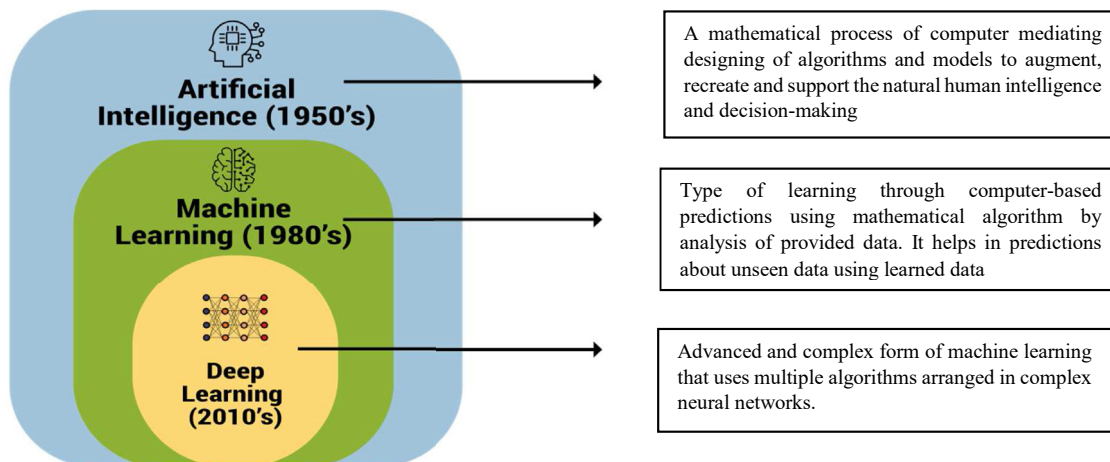 Artificial
Intelligence (1950's)
A mathematical process of computer mediating
designing of algorithms and models to augment,
recreate and support the natural human intelligence
and decision-making
Machine
Learning (1980's)
Type of learning through computer-based
predictions using mathematical algorithm by
analysis of provided data. It helps in predictions
about unseen data using learned data
Deep
Learning
(2010's)
Advanced and complex form of machine learning
that uses multiple algorithms arranged in complex
neural networks.